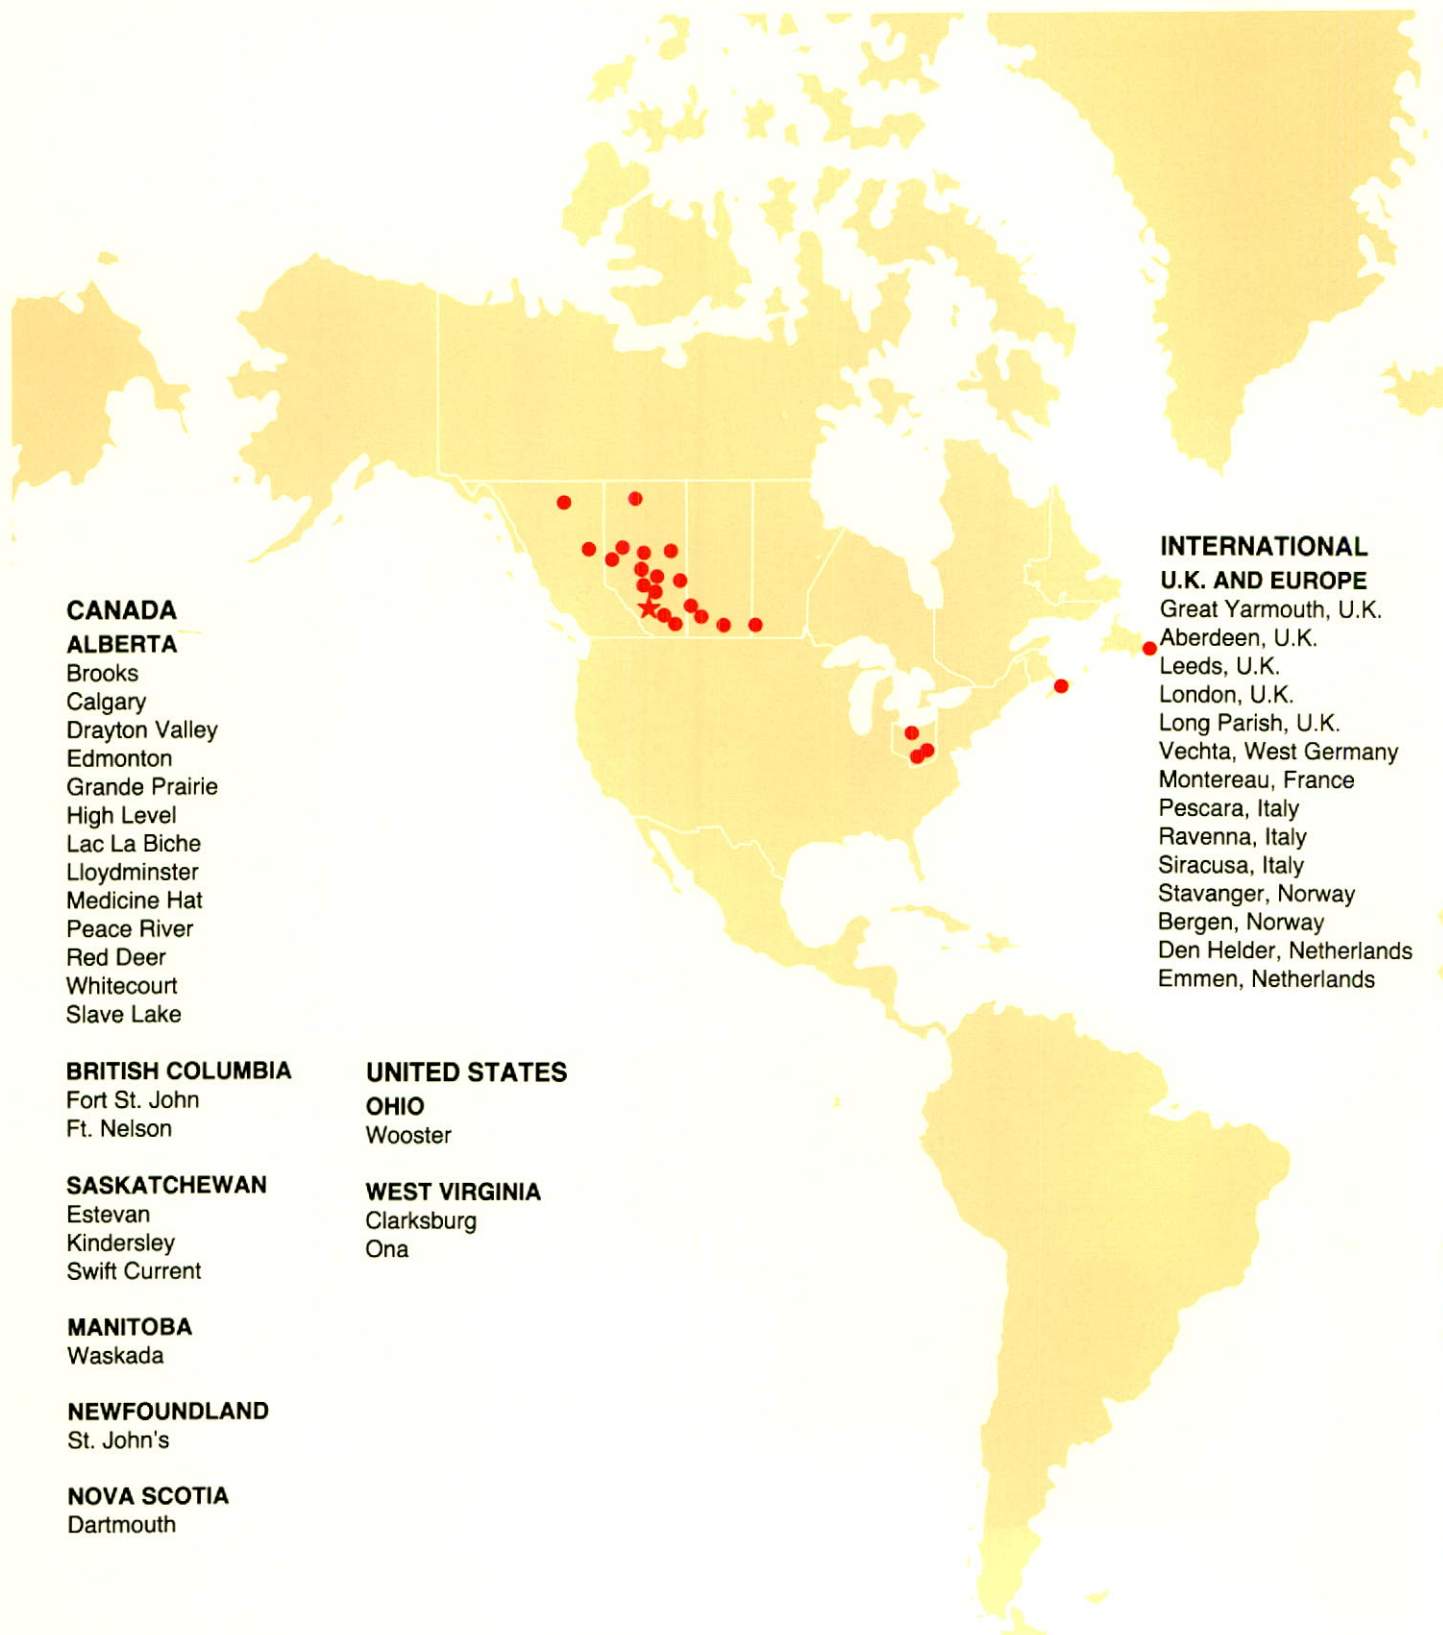 CANADA
ALBERTA
Brooks
Calgary
Drayton Valley
Edmonton
Grande Prairie
High Level
Lac La Biche
Lloydminster
Medicine Hat
Peace River
Red Deer
Whitecourt
Slave Lake
BRITISH COLUMBIA
Fort St. John
Ft. Nelson
SASKATCHEWAN
Estevan
Kindersley
Swift Current
MANITOBA
Waskada
NEWFOUNDLAND
St. John's
NOVA SCOTIA
Dartmouth
UNITED STATES
OHIO
Wooster
WEST VIRGINIA
Clarksburg
Ona
INTERNATIONAL
U.K. AND EUROPE
Great Yarmouth, U.K.
Aberdeen, U.K.
Leeds, U.K.
London, U.K.
Long Parish, U.K.
Vechta, West Germany
Montereau, France
Pescara, Italy
Ravenna, Italy
Siracusa, Italy
Stavanger, Norway
Bergen, Norway
Den Helder, Netherlands
Emmen, Netherlands